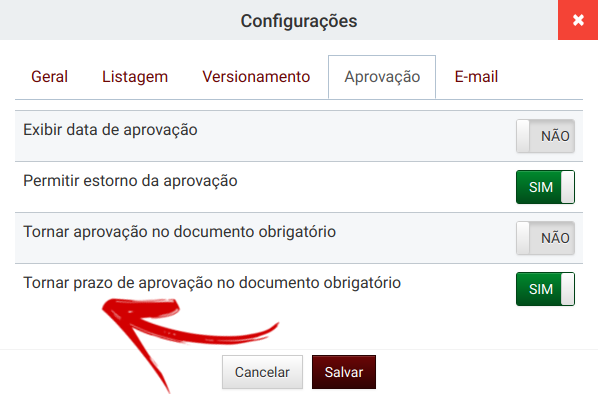 Configurações
Geral Listagem Versionamento Aprovação E-mail
Exibir data de aprovação NÃO
Permitir estorno da aprovação SIM
Tornar aprovação no documento obrigatório NÃO
Tornar prazo de aprovação no documento obrigatório SIM
Cancelar Salvar